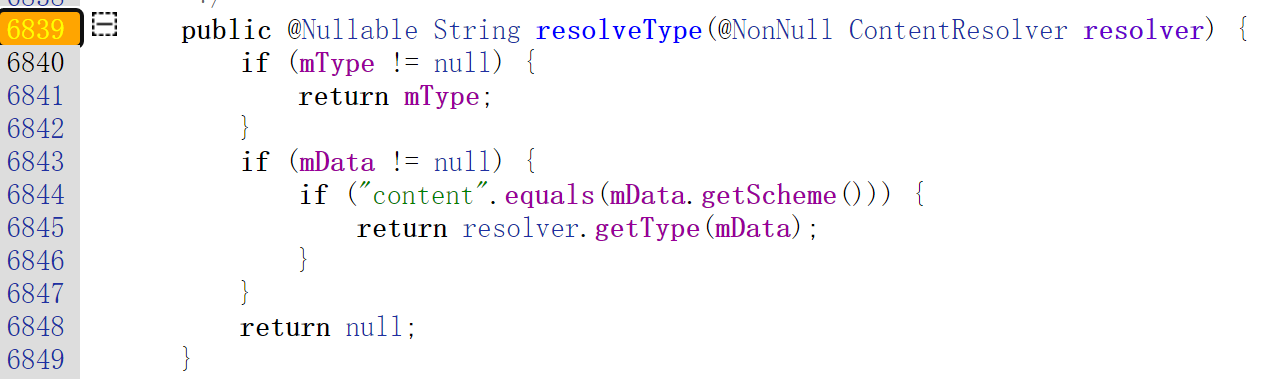 */
6839 public @Nullable String resolveType(@NonNull ContentResolver resolver) {
6840 if (mType != null) {
6841 return mType;
6842 }
6843 if (mData != null) {
6844 if ("content".equals(mData.getScheme())) {
6845 return resolver.getType(mData);
6846 }
6847 }
6848 return null;
6849 }